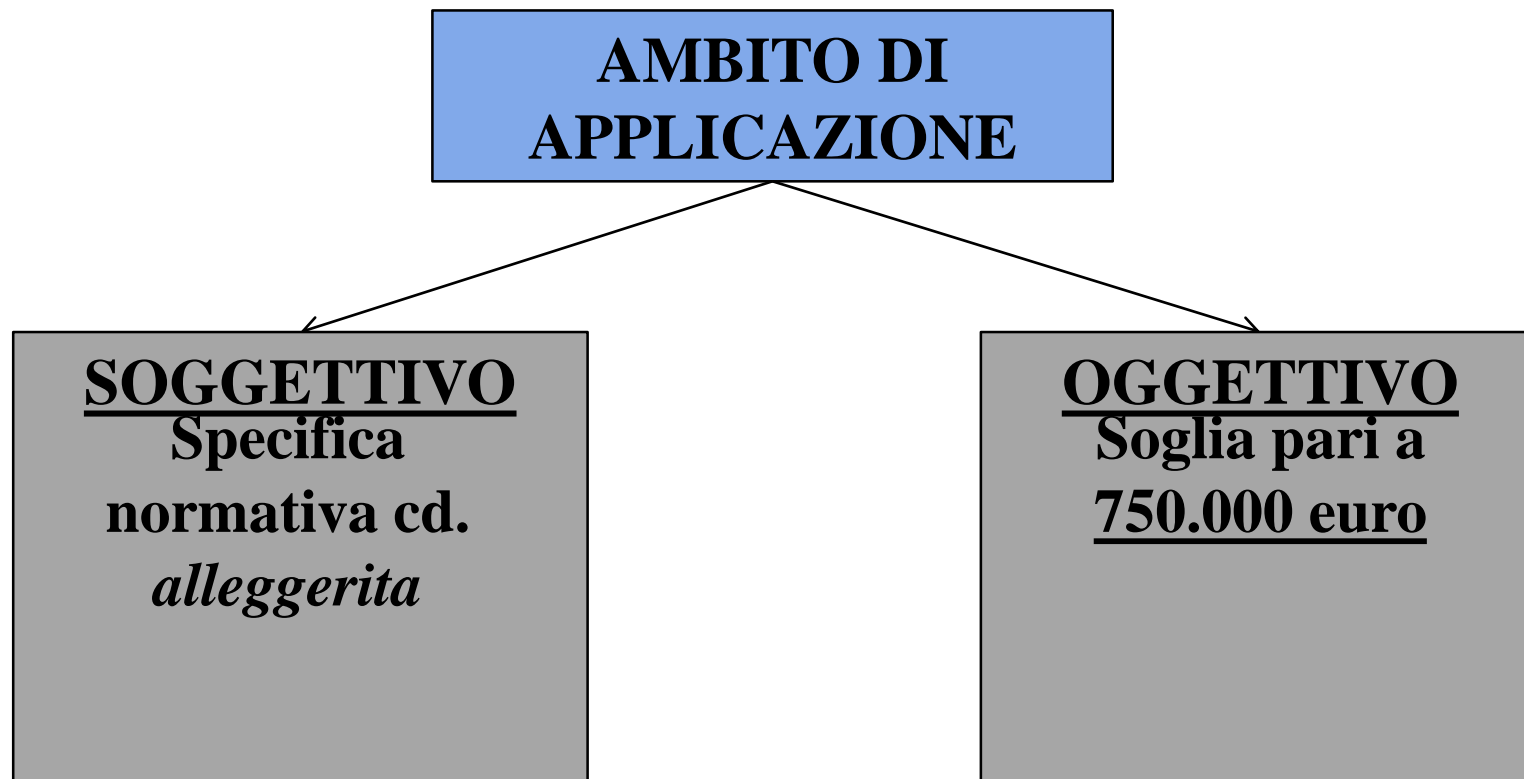 AMBITO DI
APPLICAZIONE
SOGGETTIVO
Specifica
normativa cd.
alleggerita
OGGETTIVO
Soglia pari a
750.000 euro